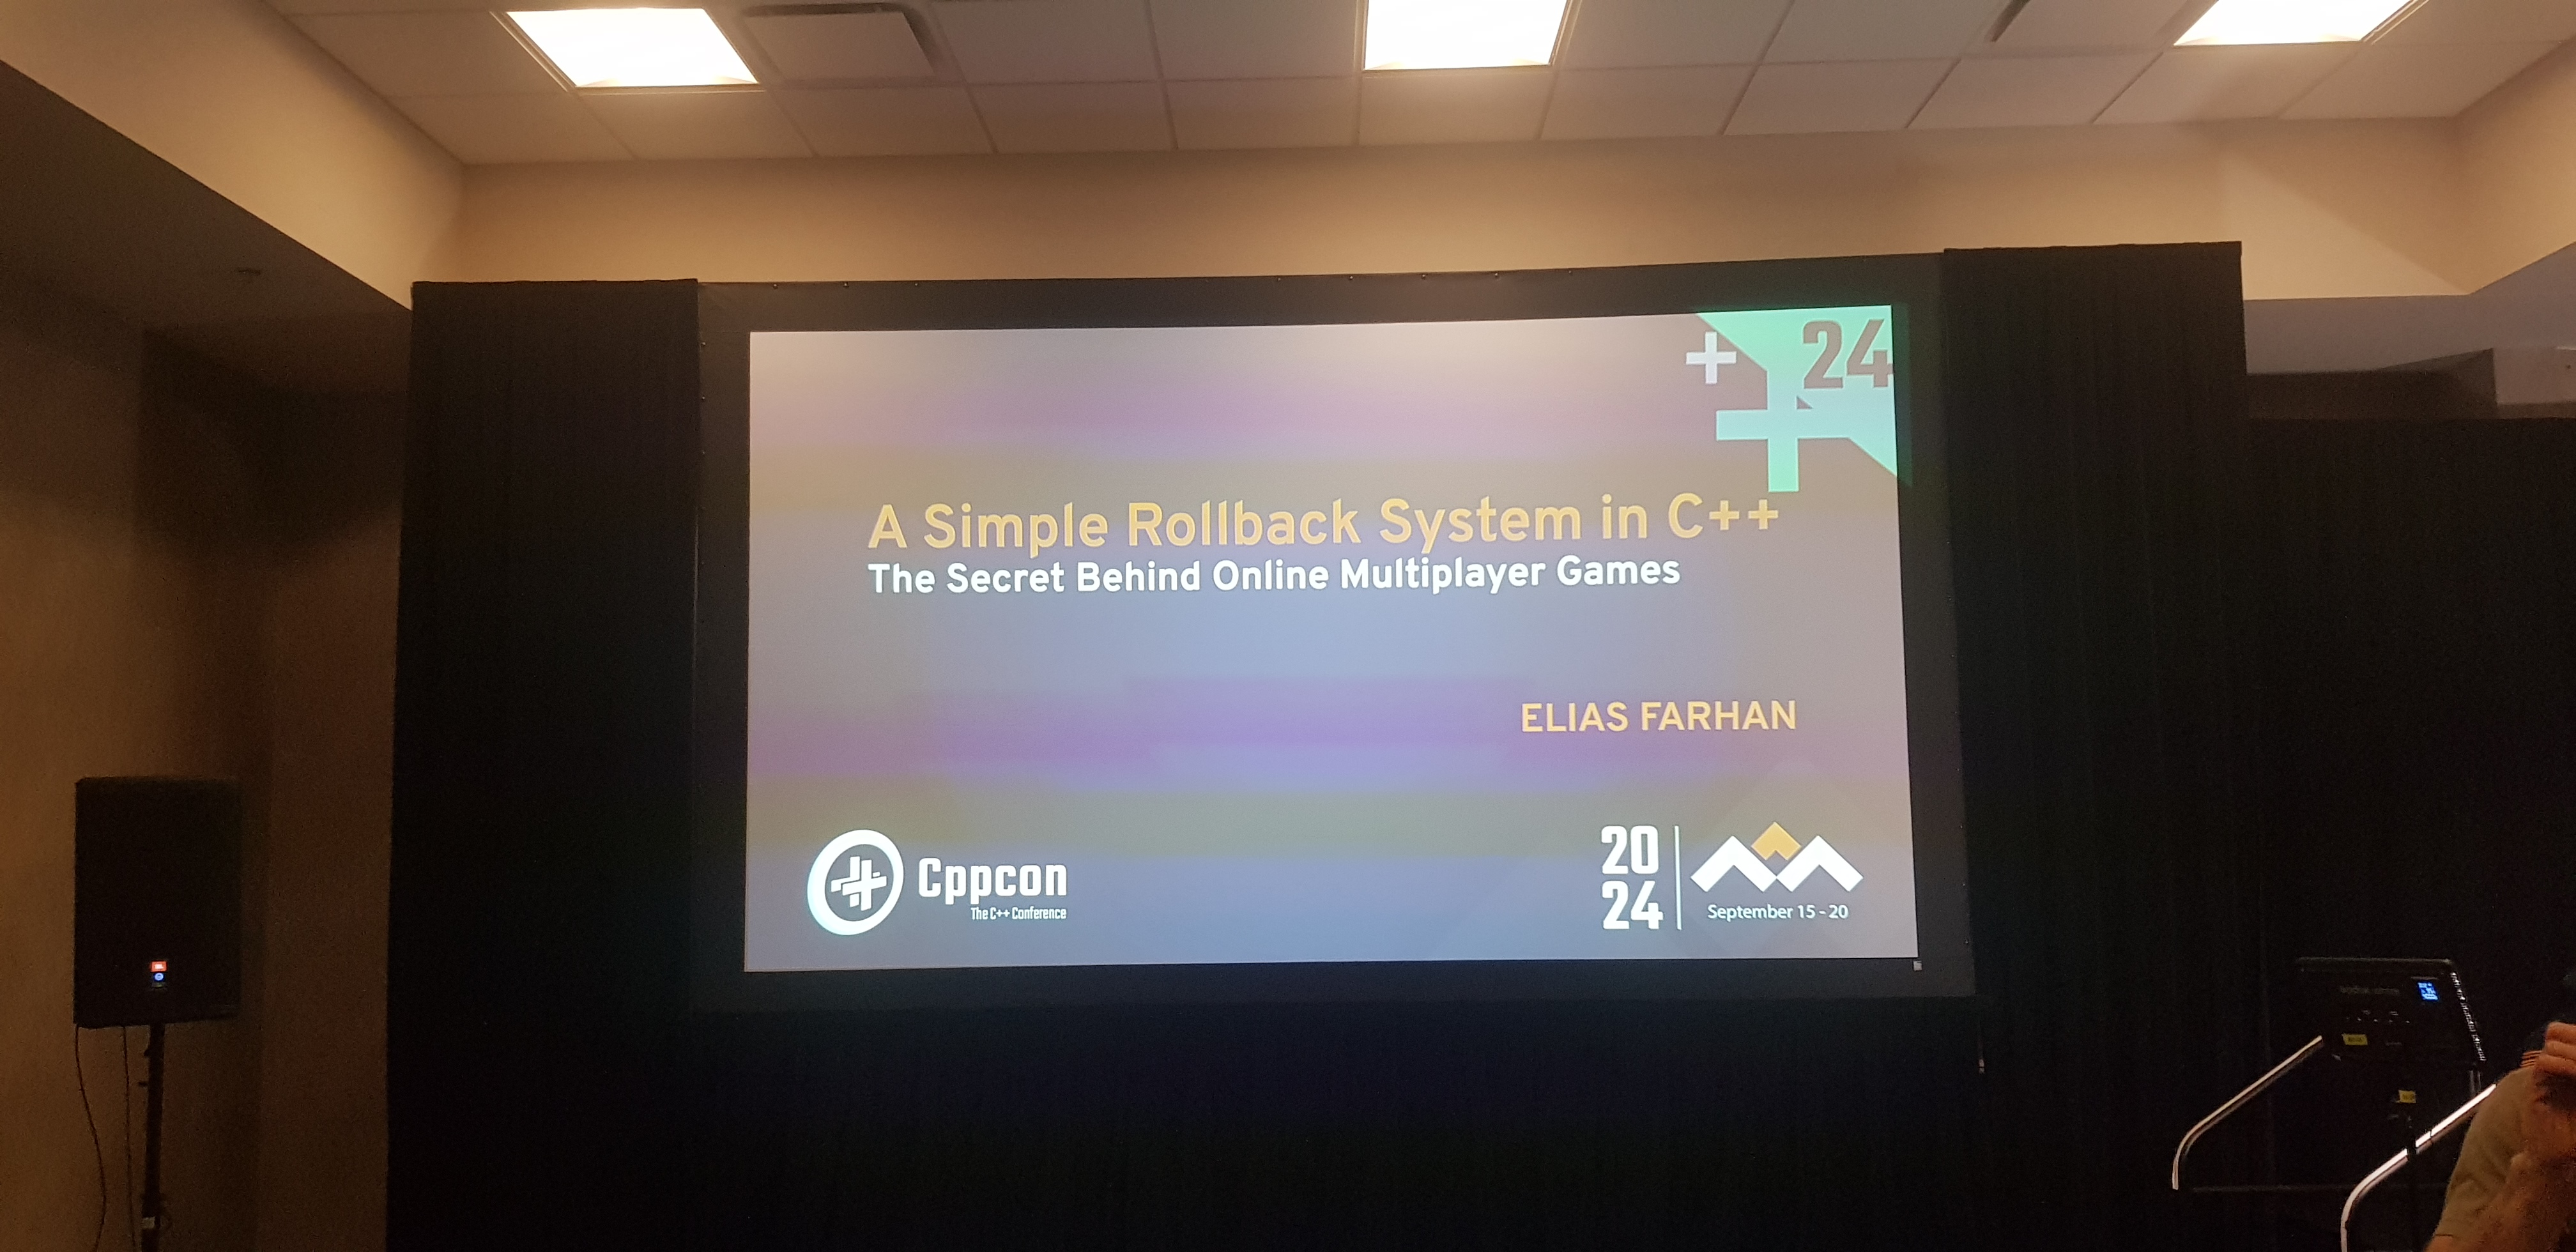 24
A Simple Rollback System in C++
The Secret Behind Online Multiplayer Games
ELIAS FARHAN
Cppcon
The C++ Conference
20
24
September 15 - 20
JBL